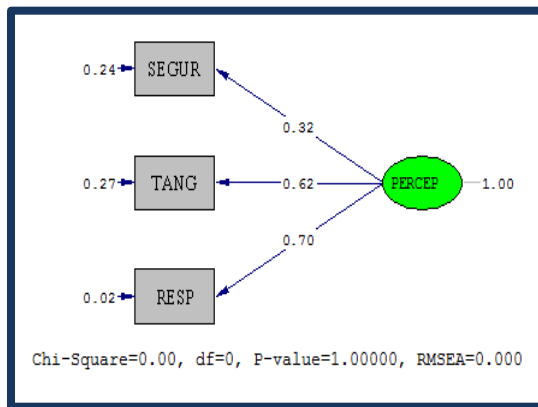 0.24 SEGUR
0.32
0.27 TANG 0.62 PERCEP 1.00
0.70
0.02 RESP
Chi-Square=0.00, df=0, P-value=1.00000, RMSEA=0.000